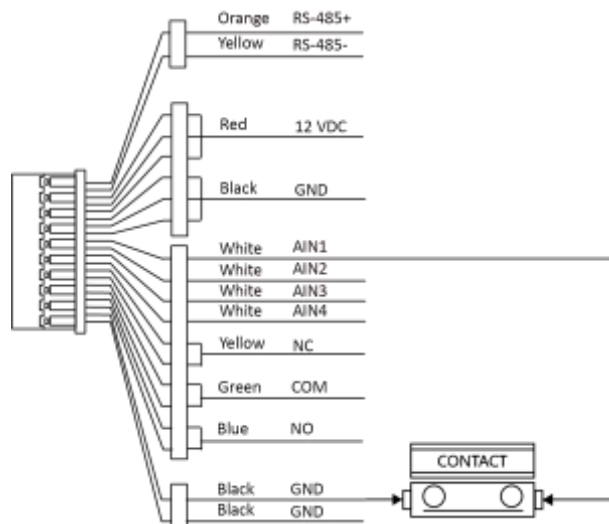 Orange RS-485+
Yellow RS-485-
Red 12 VDC
Black GND
White AIN1
White AIN2
White AIN3
White AIN4
Yellow NC
Green COM
Blue NO
CONTACT
Black GND
Black GND